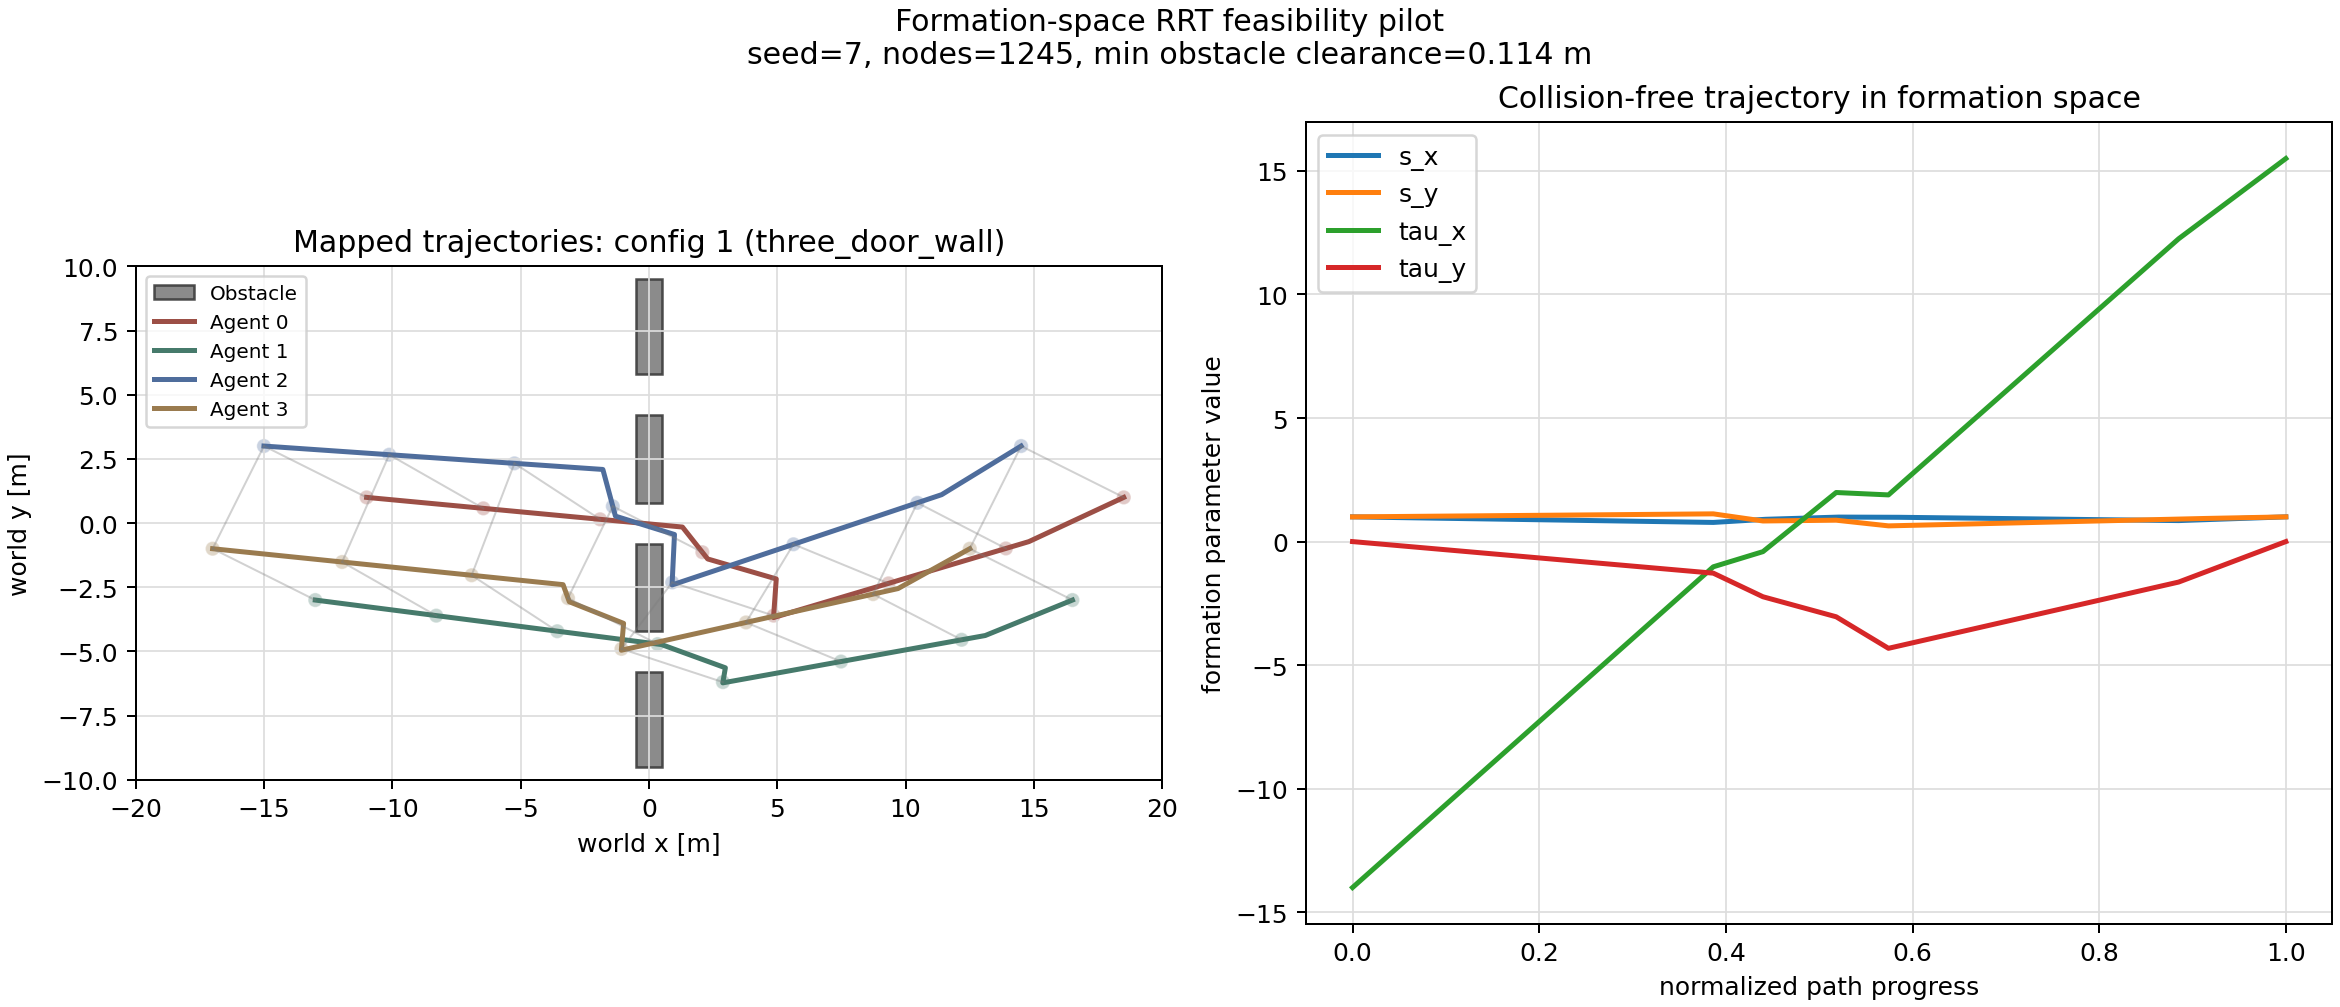 Formation-space RRT feasibility pilot
seed=7, nodes=1245, min obstacle clearance=0.114 m
Mapped trajectories: config 1 (three_door_wall)
10.0
7.5
5.0
2.5
0.0
−2.5
−5.0
−7.5
−10.0
world y [m]
Obstacle
Agent 0
Agent 1
Agent 2
Agent 3
−20
−15
−10
−5
0
5
10
15
20
world x [m]
Collision-free trajectory in formation space
15
10
5
0
−5
−10
−15
formation parameter value
s_x
s_y
tau_x
tau_y
0.0
0.2
0.4
0.6
0.8
1.0
normalized path progress